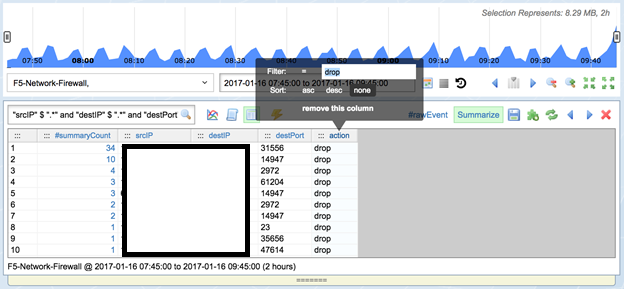 Selection Represents: 8.29 MB, 2h
07:50 08:00 08:10 08:20 08:30 08:40 08:50 09:00 09:10 09:20 09:30 09:40
F5-Network-Firewall, 2017-01-16 07:45:00 to 2017-01-16 09:45:00
Filter: = drop
Sort: asc desc none
remove this column
"srcIP" $ ".*" and "destIP" $ ".*" and "destPort #rawEvent Summarize
::: ::: #summaryCount ::: srcIP ::: destIP ::: destPort ::: action
1 34 31556 drop
2 10 14947 drop
3 4 2972 drop
4 3 61204 drop
5 3 14947 drop
6 2 2972 drop
7 2 14947 drop
8 1 23 drop
9 1 35656 drop
10 1 47614 drop
F5-Network-Firewall @ 2017-01-16 07:45:00 to 2017-01-16 09:45:00 (2 hours)